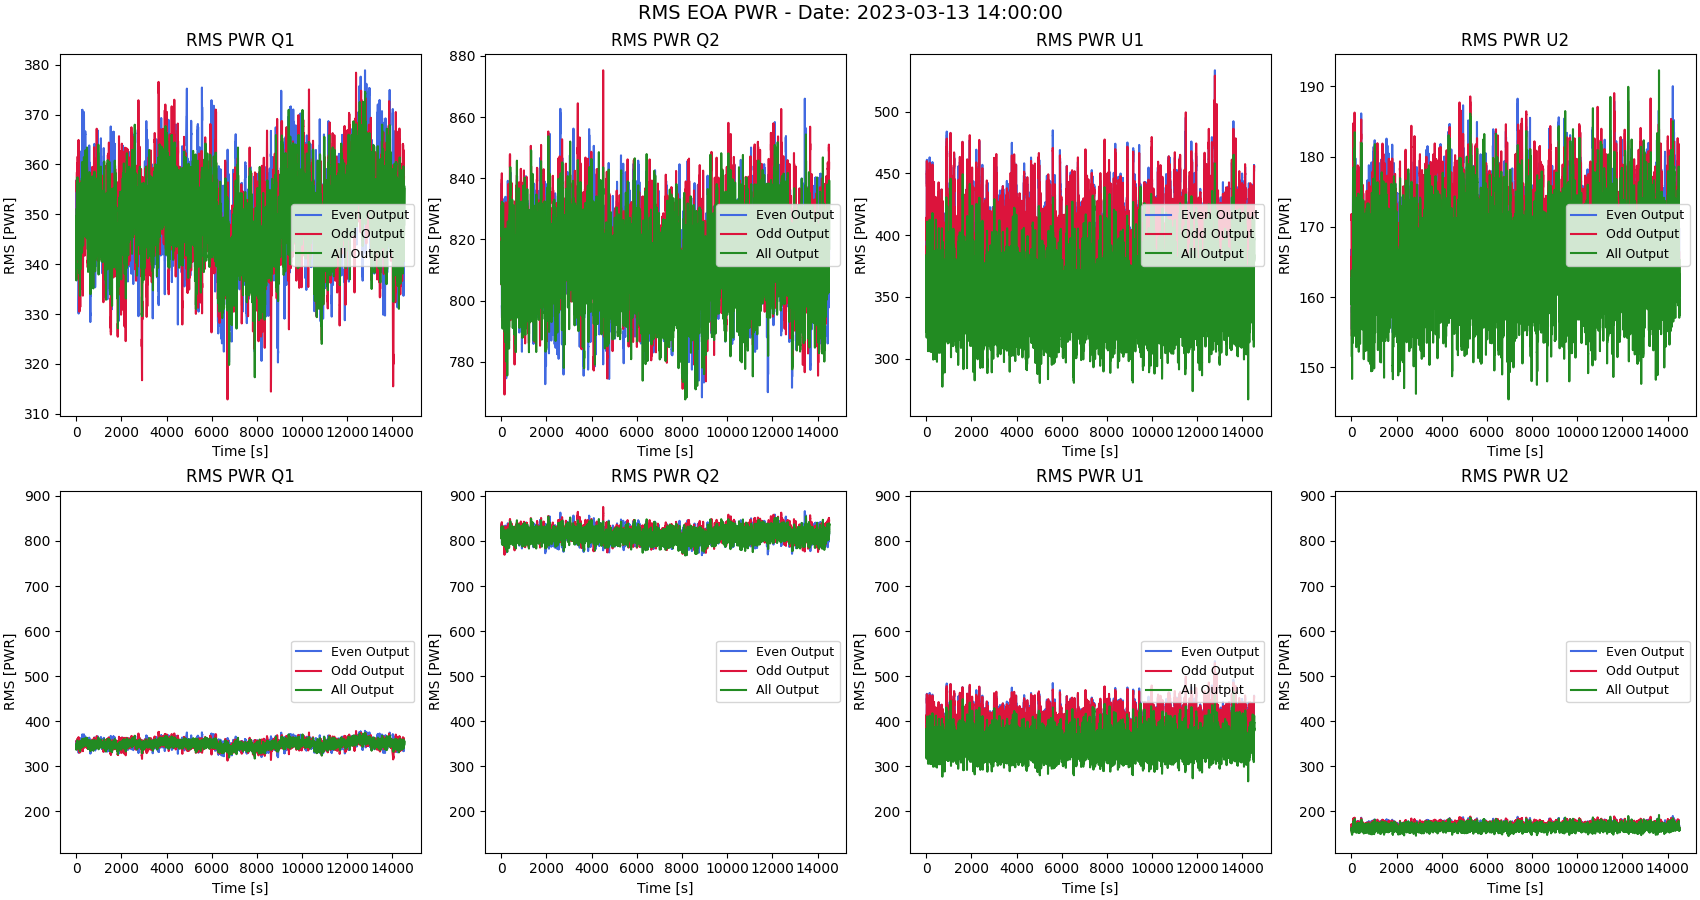 RMS EOA PWR - Date: 2023-03-13 14:00:00
RMS PWR Q1
RMS [PWR]
380
370
360
350
340
330
320
310
0 2000 4000 6000 8000 10000 12000 14000
Time [s]
Even Output
Odd Output
All Output
RMS PWR Q2
RMS [PWR]
880
860
840
820
800
780
0 2000 4000 6000 8000 10000 12000 14000
Time [s]
Even Output
Odd Output
All Output
RMS PWR U1
RMS [PWR]
500
450
400
350
300
0 2000 4000 6000 8000 10000 12000 14000
Time [s]
Even Output
Odd Output
All Output
RMS PWR U2
RMS [PWR]
190
180
170
160
150
0 2000 4000 6000 8000 10000 12000 14000
Time [s]
Even Output
Odd Output
All Output
RMS PWR Q1
RMS [PWR]
900
800
700
600
500
400
300
200
0 2000 4000 6000 8000 10000 12000 14000
Time [s]
Even Output
Odd Output
All Output
RMS PWR Q2
RMS [PWR]
900
800
700
600
500
400
300
200
0 2000 4000 6000 8000 10000 12000 14000
Time [s]
Even Output
Odd Output
All Output
RMS PWR U1
RMS [PWR]
900
800
700
600
500
400
300
200
0 2000 4000 6000 8000 10000 12000 14000
Time [s]
Even Output
Odd Output
All Output
RMS PWR U2
RMS [PWR]
900
800
700
600
500
400
300
200
0 2000 4000 6000 8000 10000 12000 14000
Time [s]
Even Output
Odd Output
All Output